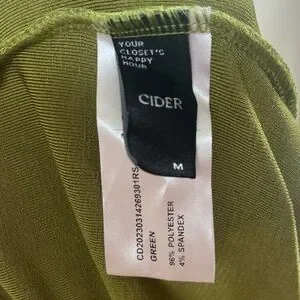 YOUR
CLOSET'S
HAPPY
HOUR
CIDER
M
CD20230314269301RS
GREEN
96% POLYESTER
4% SPANDEX